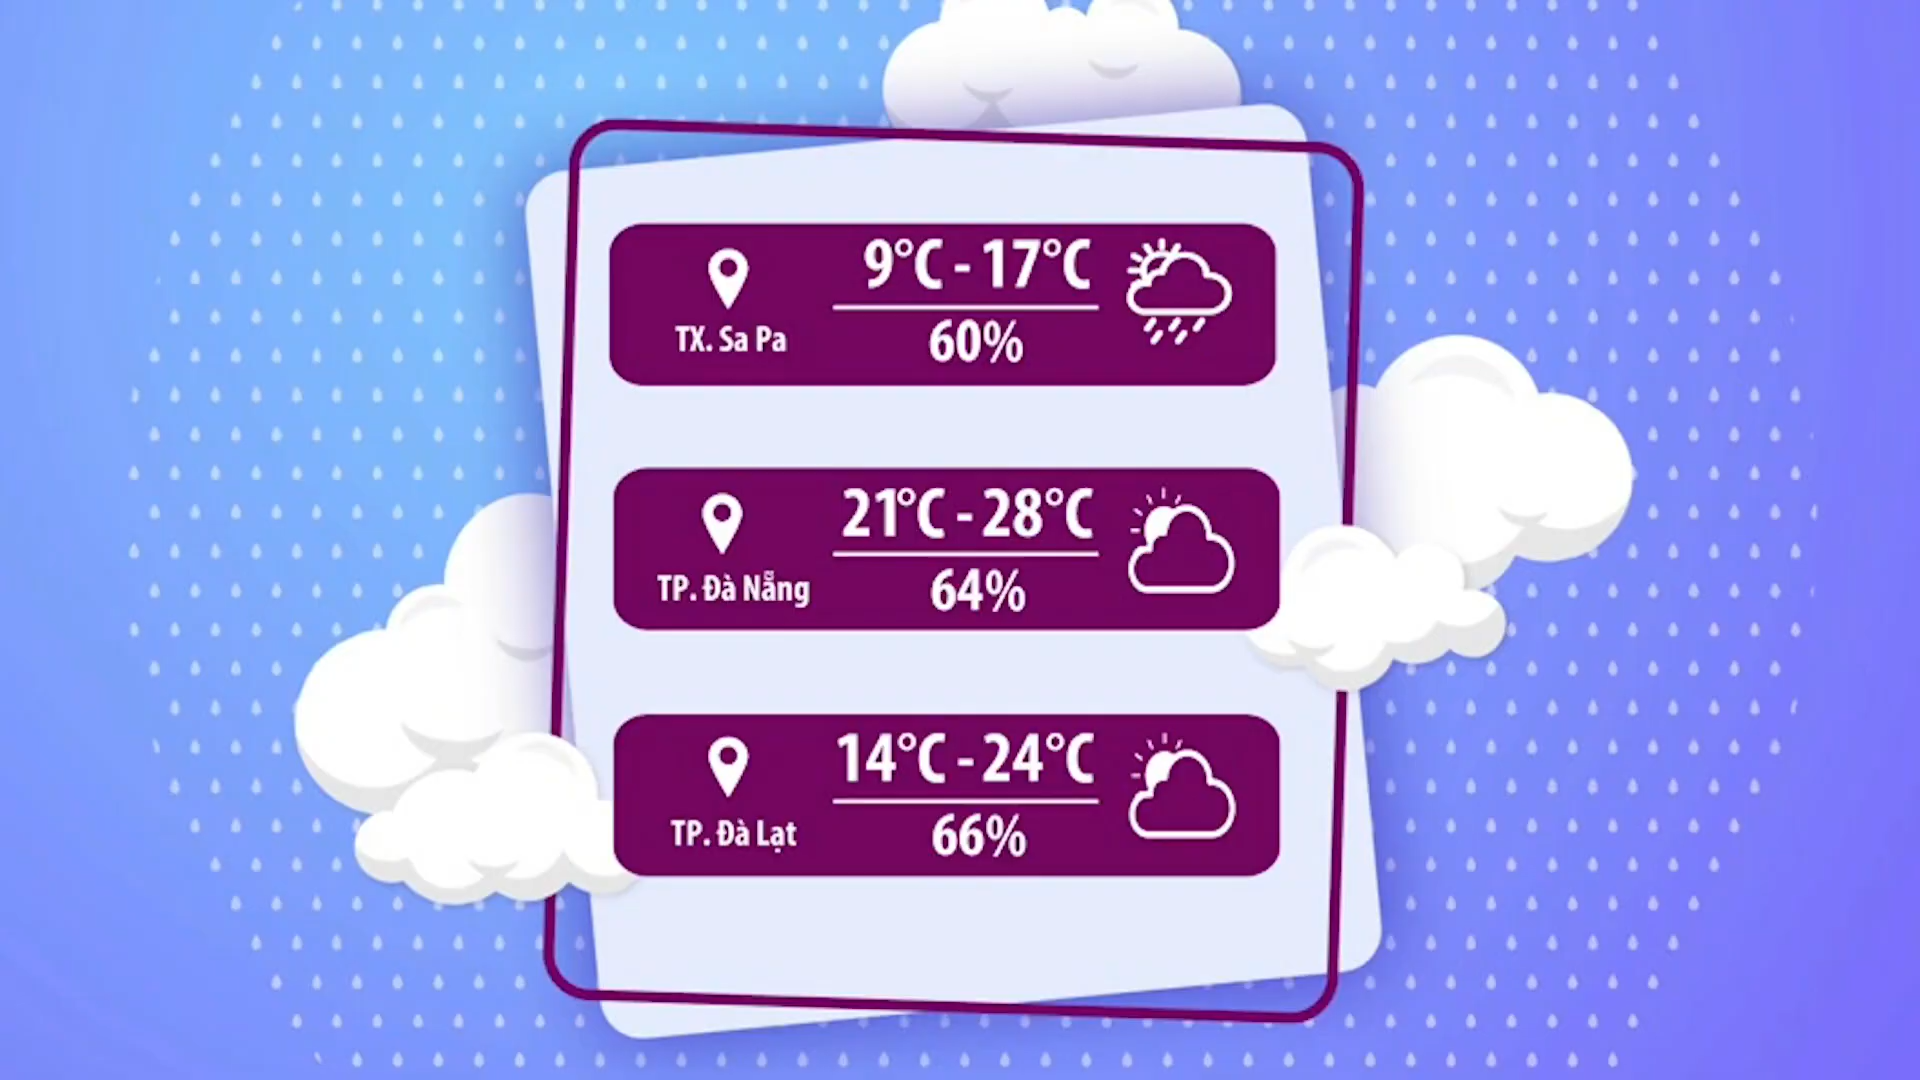 9°C - 17°C
TX. Sa Pa
60%
21°C - 28°C
TP. Đà Nẵng
64%
14°C - 24°C
TP. Đà Lạt
66%